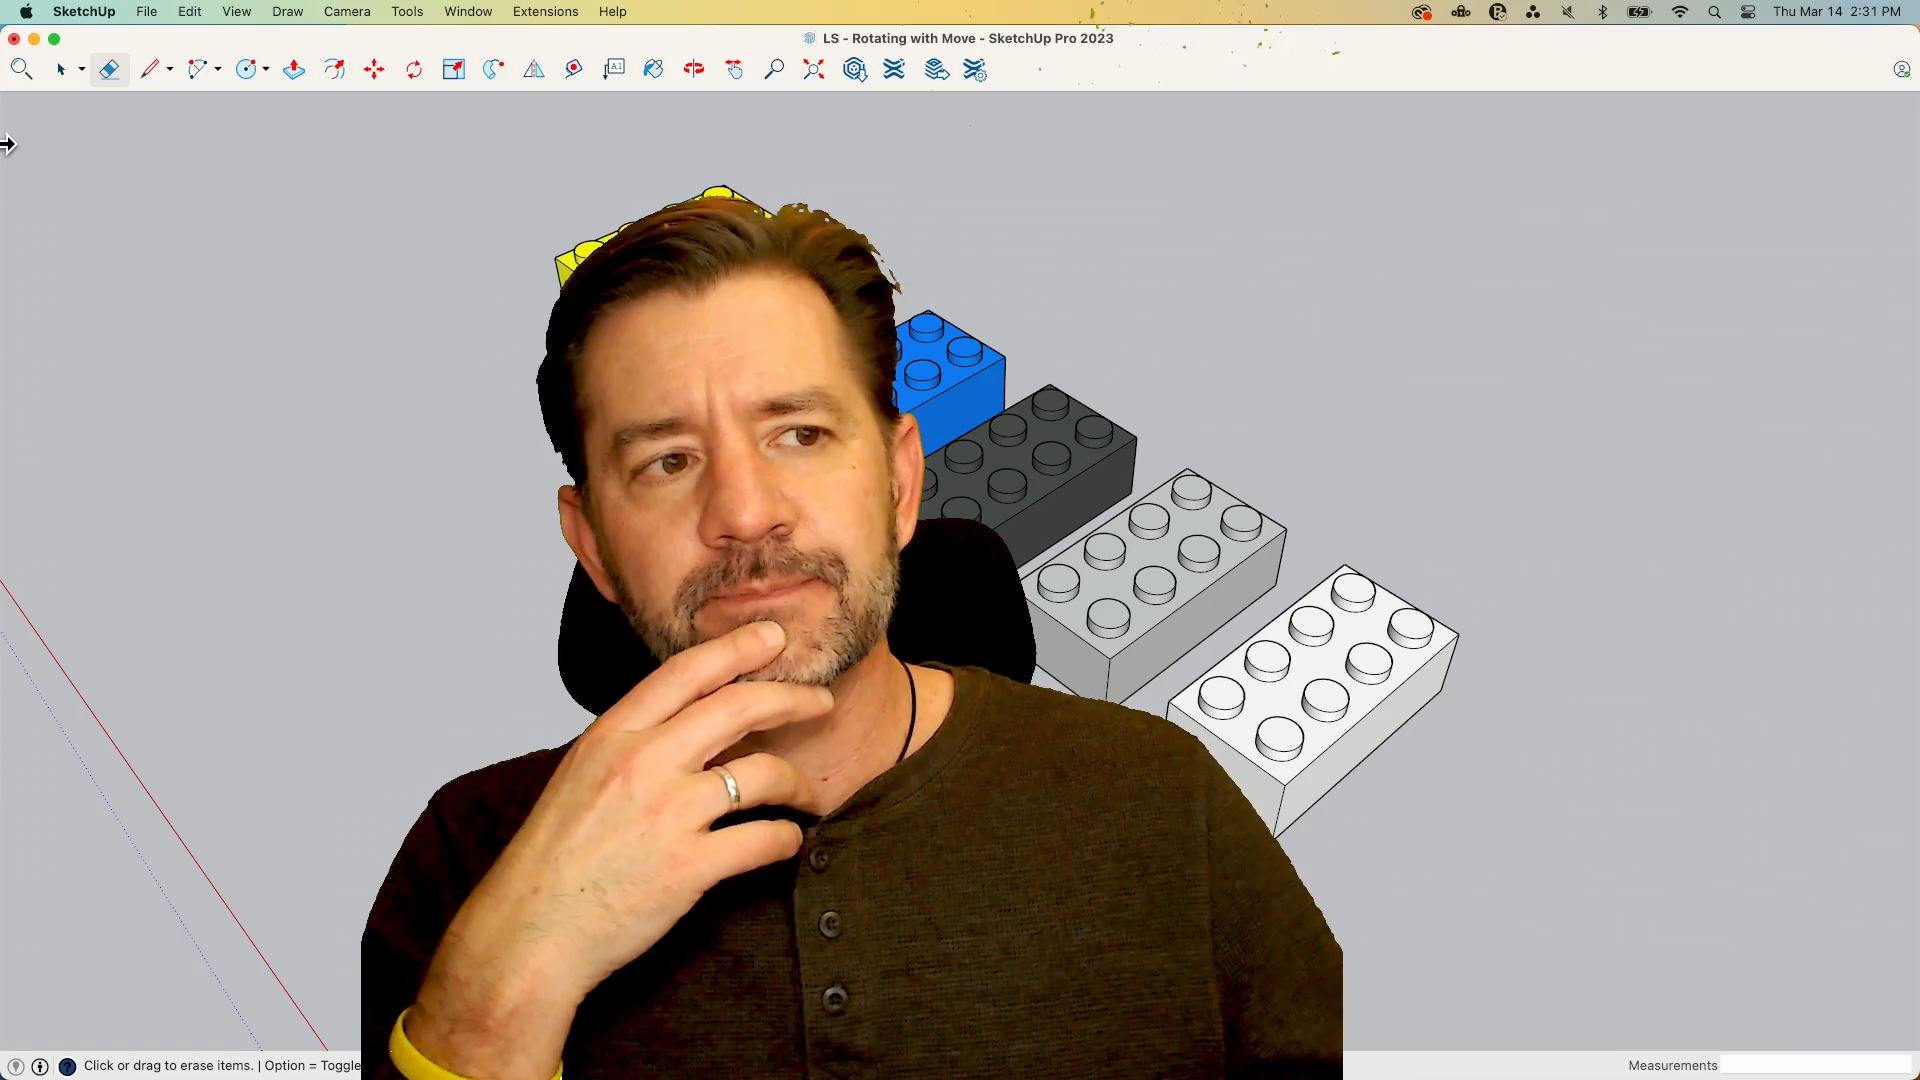 SketchUp File Edit View Draw Camera Tools Window Extensions Help Thu Mar 14 2:31 PM
LS - Rotating with Move - SketchUp Pro 2023
A1
Click or drag to erase items. | Option = Toggle
Measurements